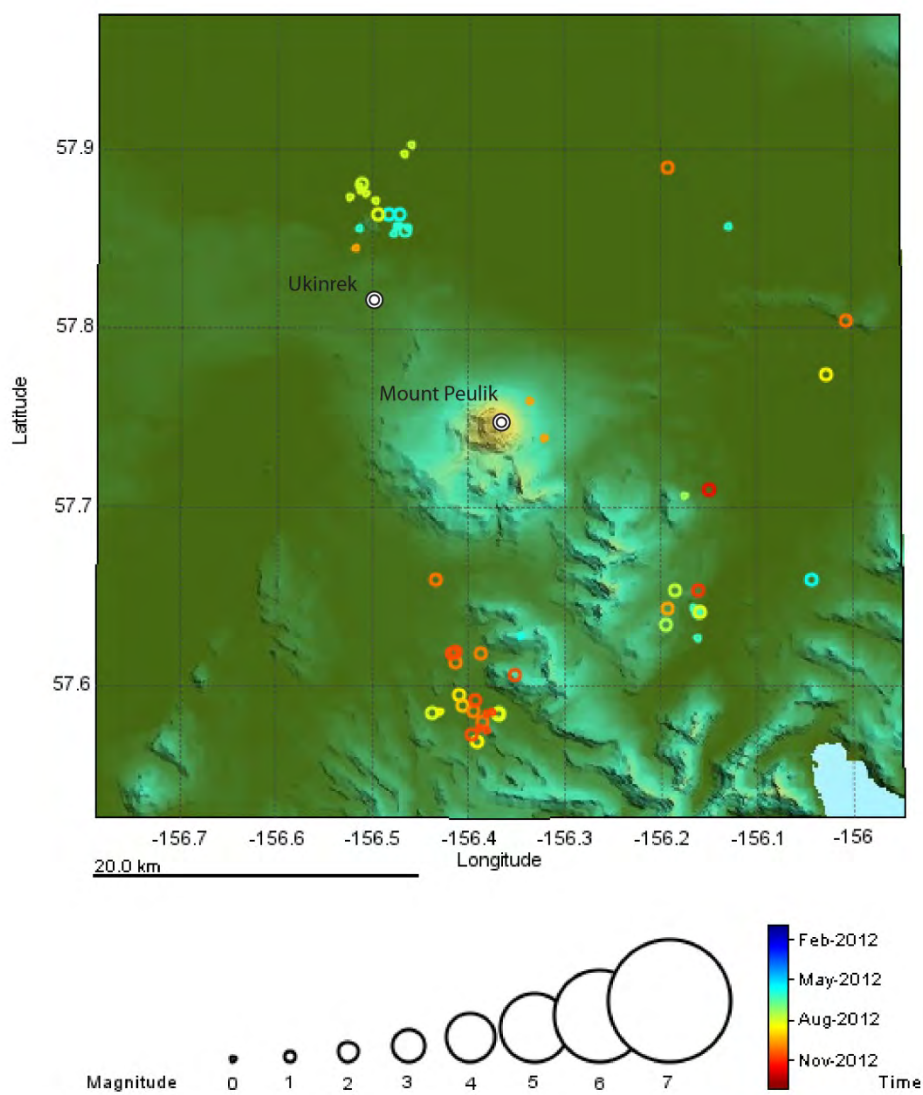 57.9
Ukinrek
57.8
Mount Peulik
Latitude
57.7
57.6
-156.7 -156.6 -156.5 -156.4 -156.3 -156.2 -156.1 -156
Longitude
20.0 km
Feb-2012
May-2012
Aug-2012
Nov-2012
Magnitude 0 1 2 3 4 5 6 7 Time